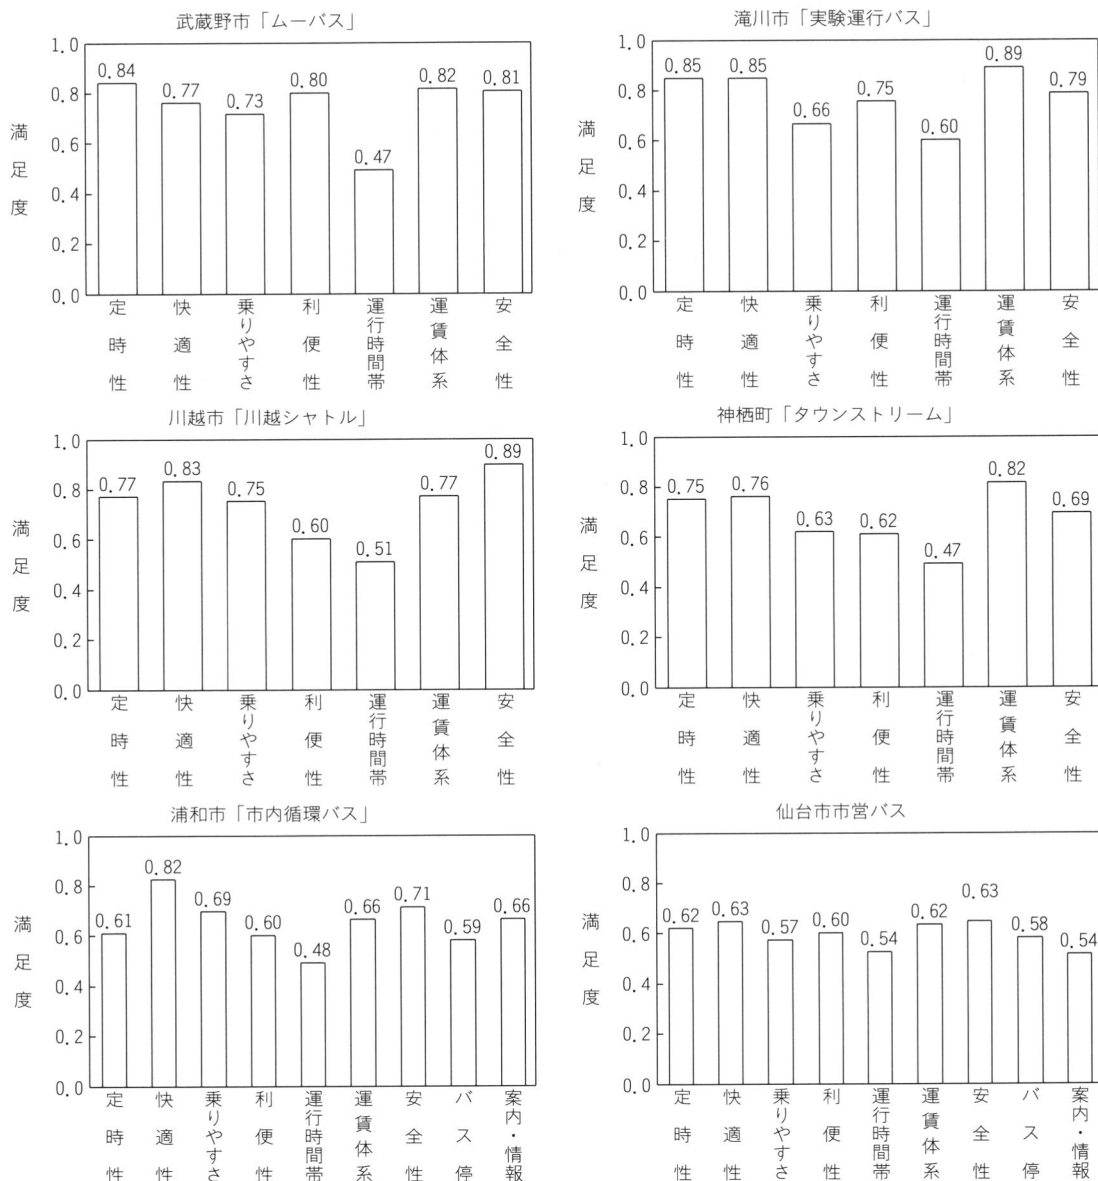 武蔵野市「ムーバス」
1.0
0.8
0.6
0.4
0.2
0.0
満足度
0.84
0.77
0.73
0.80
0.47
0.82
0.81
定時性
快適性
乗りやすさ
利便性
運行時間帯
運賃体系
安全性
滝川市「実験運行バス」
1.0
0.8
0.6
0.4
0.2
0.0
満足度
0.85
0.85
0.66
0.75
0.60
0.89
0.79
定時性
快適性
乗りやすさ
利便性
運行時間帯
運賃体系
安全性
川越市「川越シャトル」
1.0
0.8
0.6
0.4
0.2
0.0
満足度
0.77
0.83
0.75
0.60
0.51
0.77
0.89
定時性
快適性
乗りやすさ
利便性
運行時間帯
運賃体系
安全性
神栖町「タウンストリーム」
1.0
0.8
0.6
0.4
0.2
0.0
満足度
0.75
0.76
0.63
0.62
0.47
0.82
0.69
定時性
快適性
乗りやすさ
利便性
運行時間帯
運賃体系
安全性
浦和市「市内循環バス」
1.0
0.8
0.6
0.4
0.2
0.0
満足度
0.61
0.82
0.69
0.60
0.48
0.66
0.71
0.59
0.66
定時性
快適性
乗りやすさ
利便性
運行時間帯
運賃体系
安全性
バス停
案内・情報
仙台市市営バス
1.0
0.8
0.6
0.4
0.2
0.0
満足度
0.62
0.63
0.57
0.60
0.54
0.62
0.63
0.58
0.54
定時性
快適性
乗りやすさ
利便性
運行時間帯
運賃体系
安全性
バス停
案内・情報